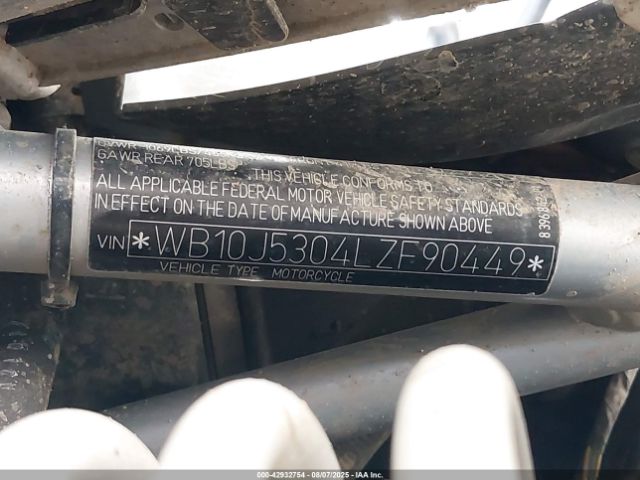 GAWR REAR 705LBS
THIS VEHICLE CONFORMS TO
ALL APPLICABLE FEDERAL MOTOR VEHICLE SAFETY STANDARDS
IN EFFECT ON THE DATE OF MANUFACTURE SHOWN ABOVE
VIN *WB10J5304LZF90449*
VEHICLE TYPE MOTORCYCLE
000-42932754 - 08/07/2025 - Copyright IAA, Inc.